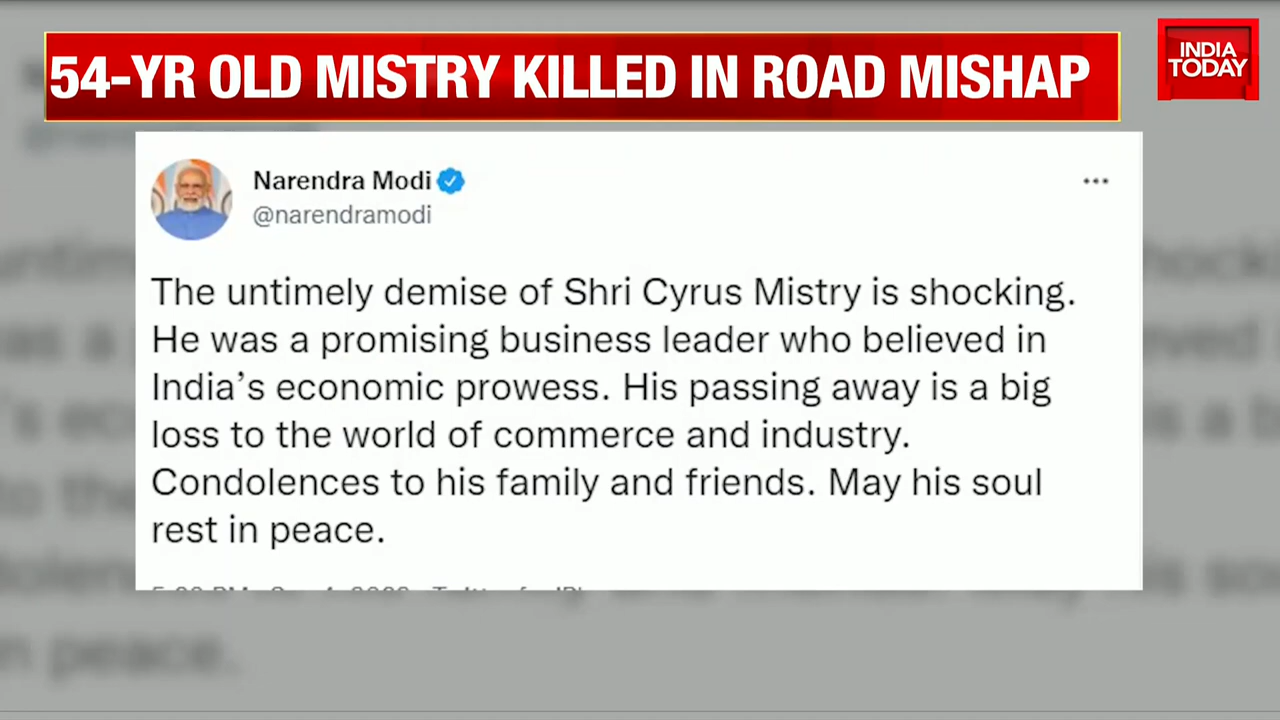 54-YR OLD MISTRY KILLED IN ROAD MISHAP
INDIA
TODAY
Narendra Modi
@narendramodi
The untimely demise of Shri Cyrus Mistry is shocking.
He was a promising business leader who believed in
India's economic prowess. His passing away is a big
loss to the world of commerce and industry.
Condolences to his family and friends. May his soul
rest in peace.